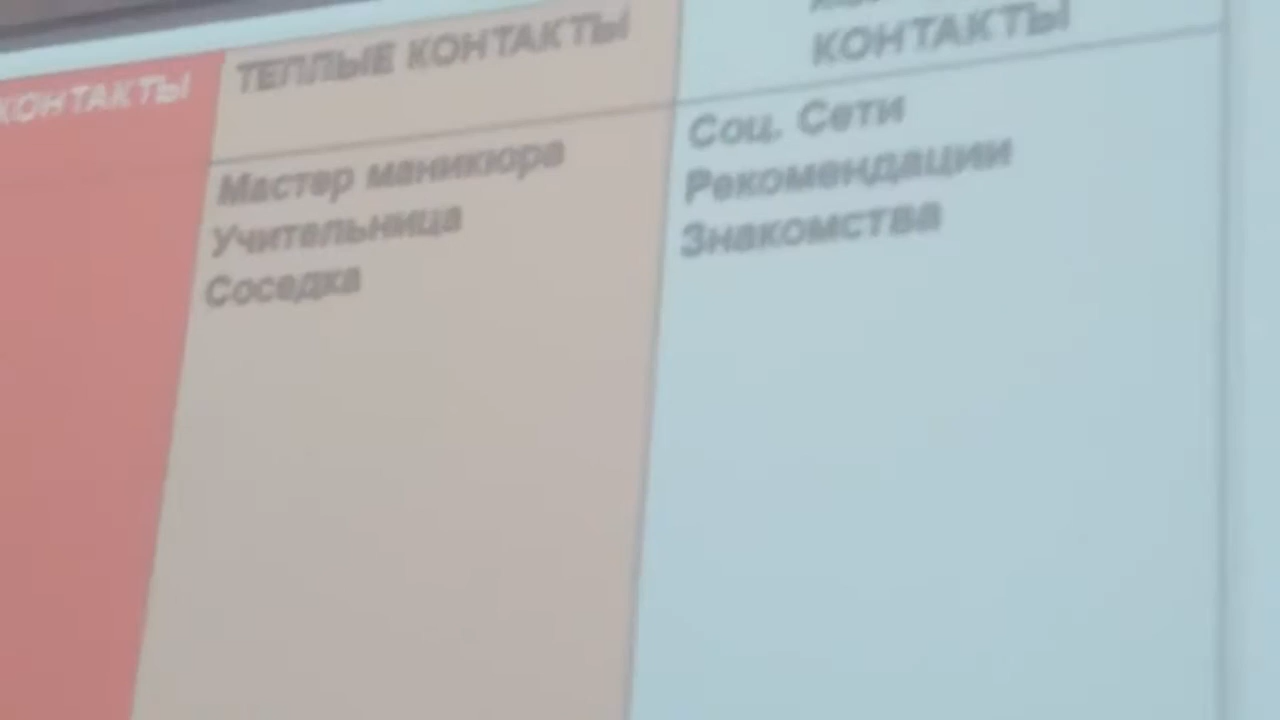 КОНТАКТЫ
ТЕПЛЫЕ КОНТАКТЫ
КОНТАКТЫ
Мастер маникюра
Учительница
Соседка
Соц. Сети
Рекомендации
Знакомства